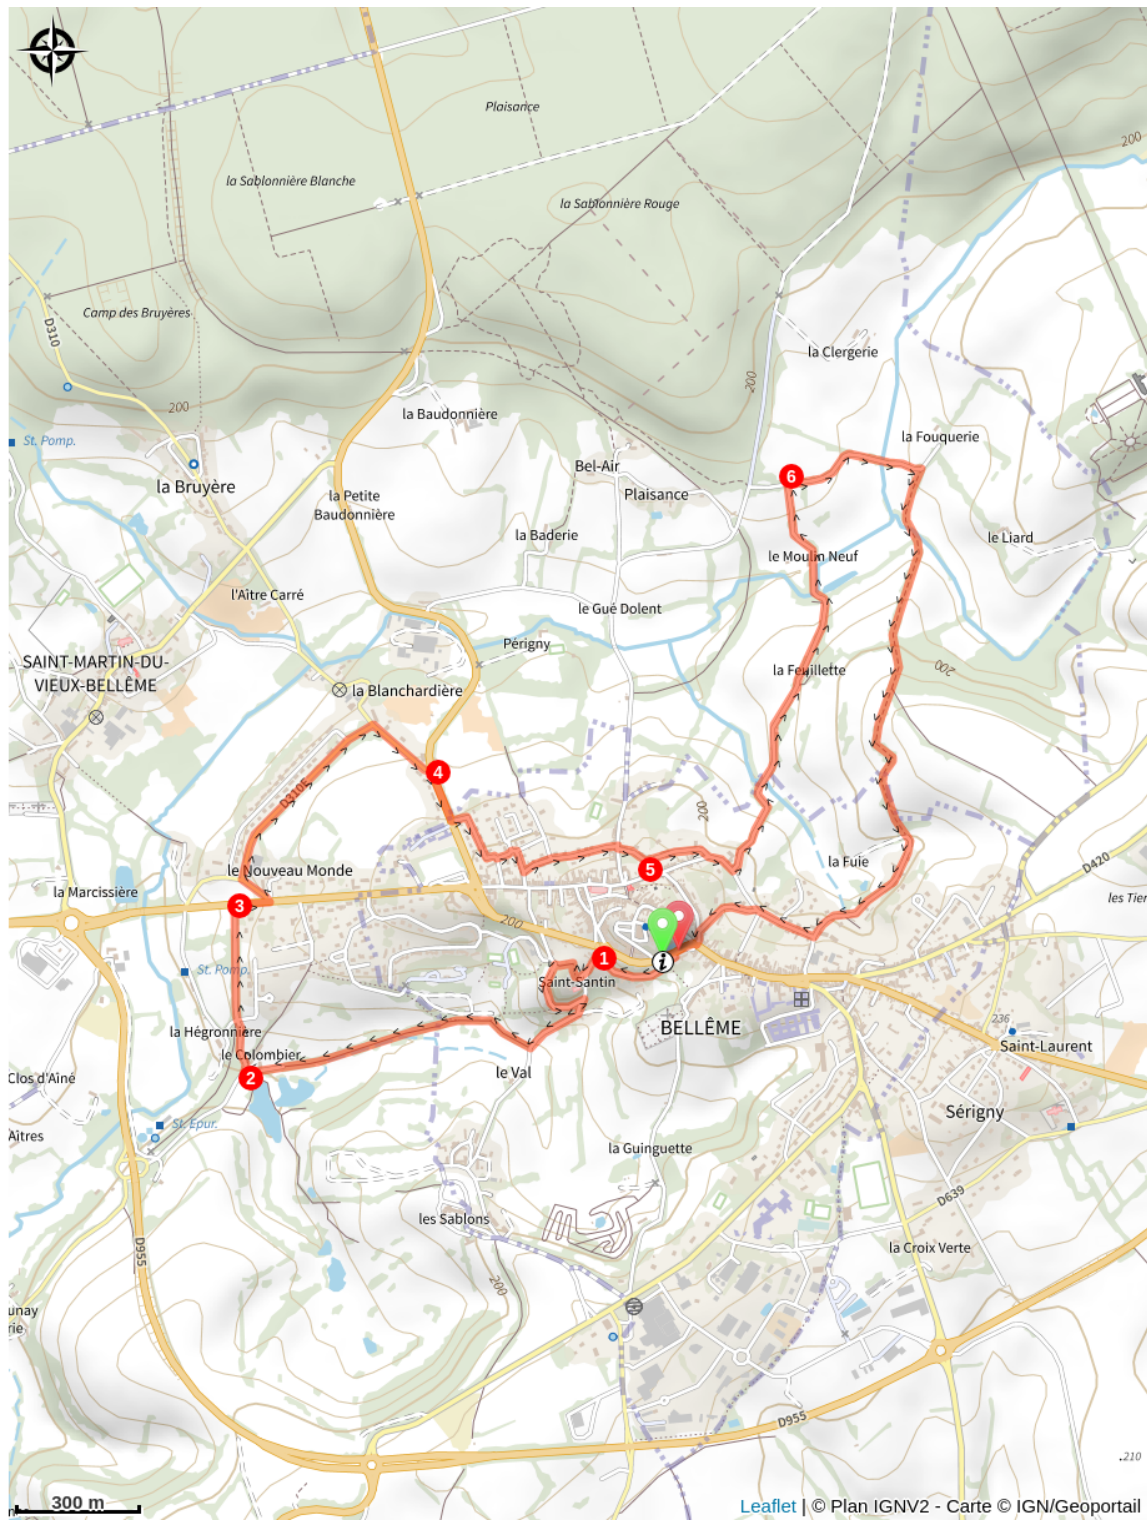 Plaisance
200
la Sablonnière Blanche
la Sablonnière Rouge
Camp des Bruyères
D310
la Clergerie
200
200
la Baudonnière
la Fouquerie
St. Pomp.
Bel-Air
6
la Bruyère
la Petite
Baudonnière
Plaisance
la Baderie
le Liard
le Moulin Neuf
l'Aître Carré
le Gué Dolent
Périgny
SAINT-MARTIN-DU-
VIEUX-BELLÊME
la Blanchardière
la Feuillette
200
4
D310E
200
la Fuie
D420
le Nouveau Monde
5
la Marcissière
les Tier
3
200
1
i
St. Pomp.
Saint-Santin
236
la Hégronnière
BELLÊME
Saint-Laurent
le Colombier
Clos d'Aîné
2
le Val
Sérigny
St. Epur.
Aîtres
la Guinguette
D639
les Sablons
la Croix Verte
D955
200
unay
rie
D955
.210
300 m
Leaflet | © Plan IGNV2 - Carte © IGN/Geoportail